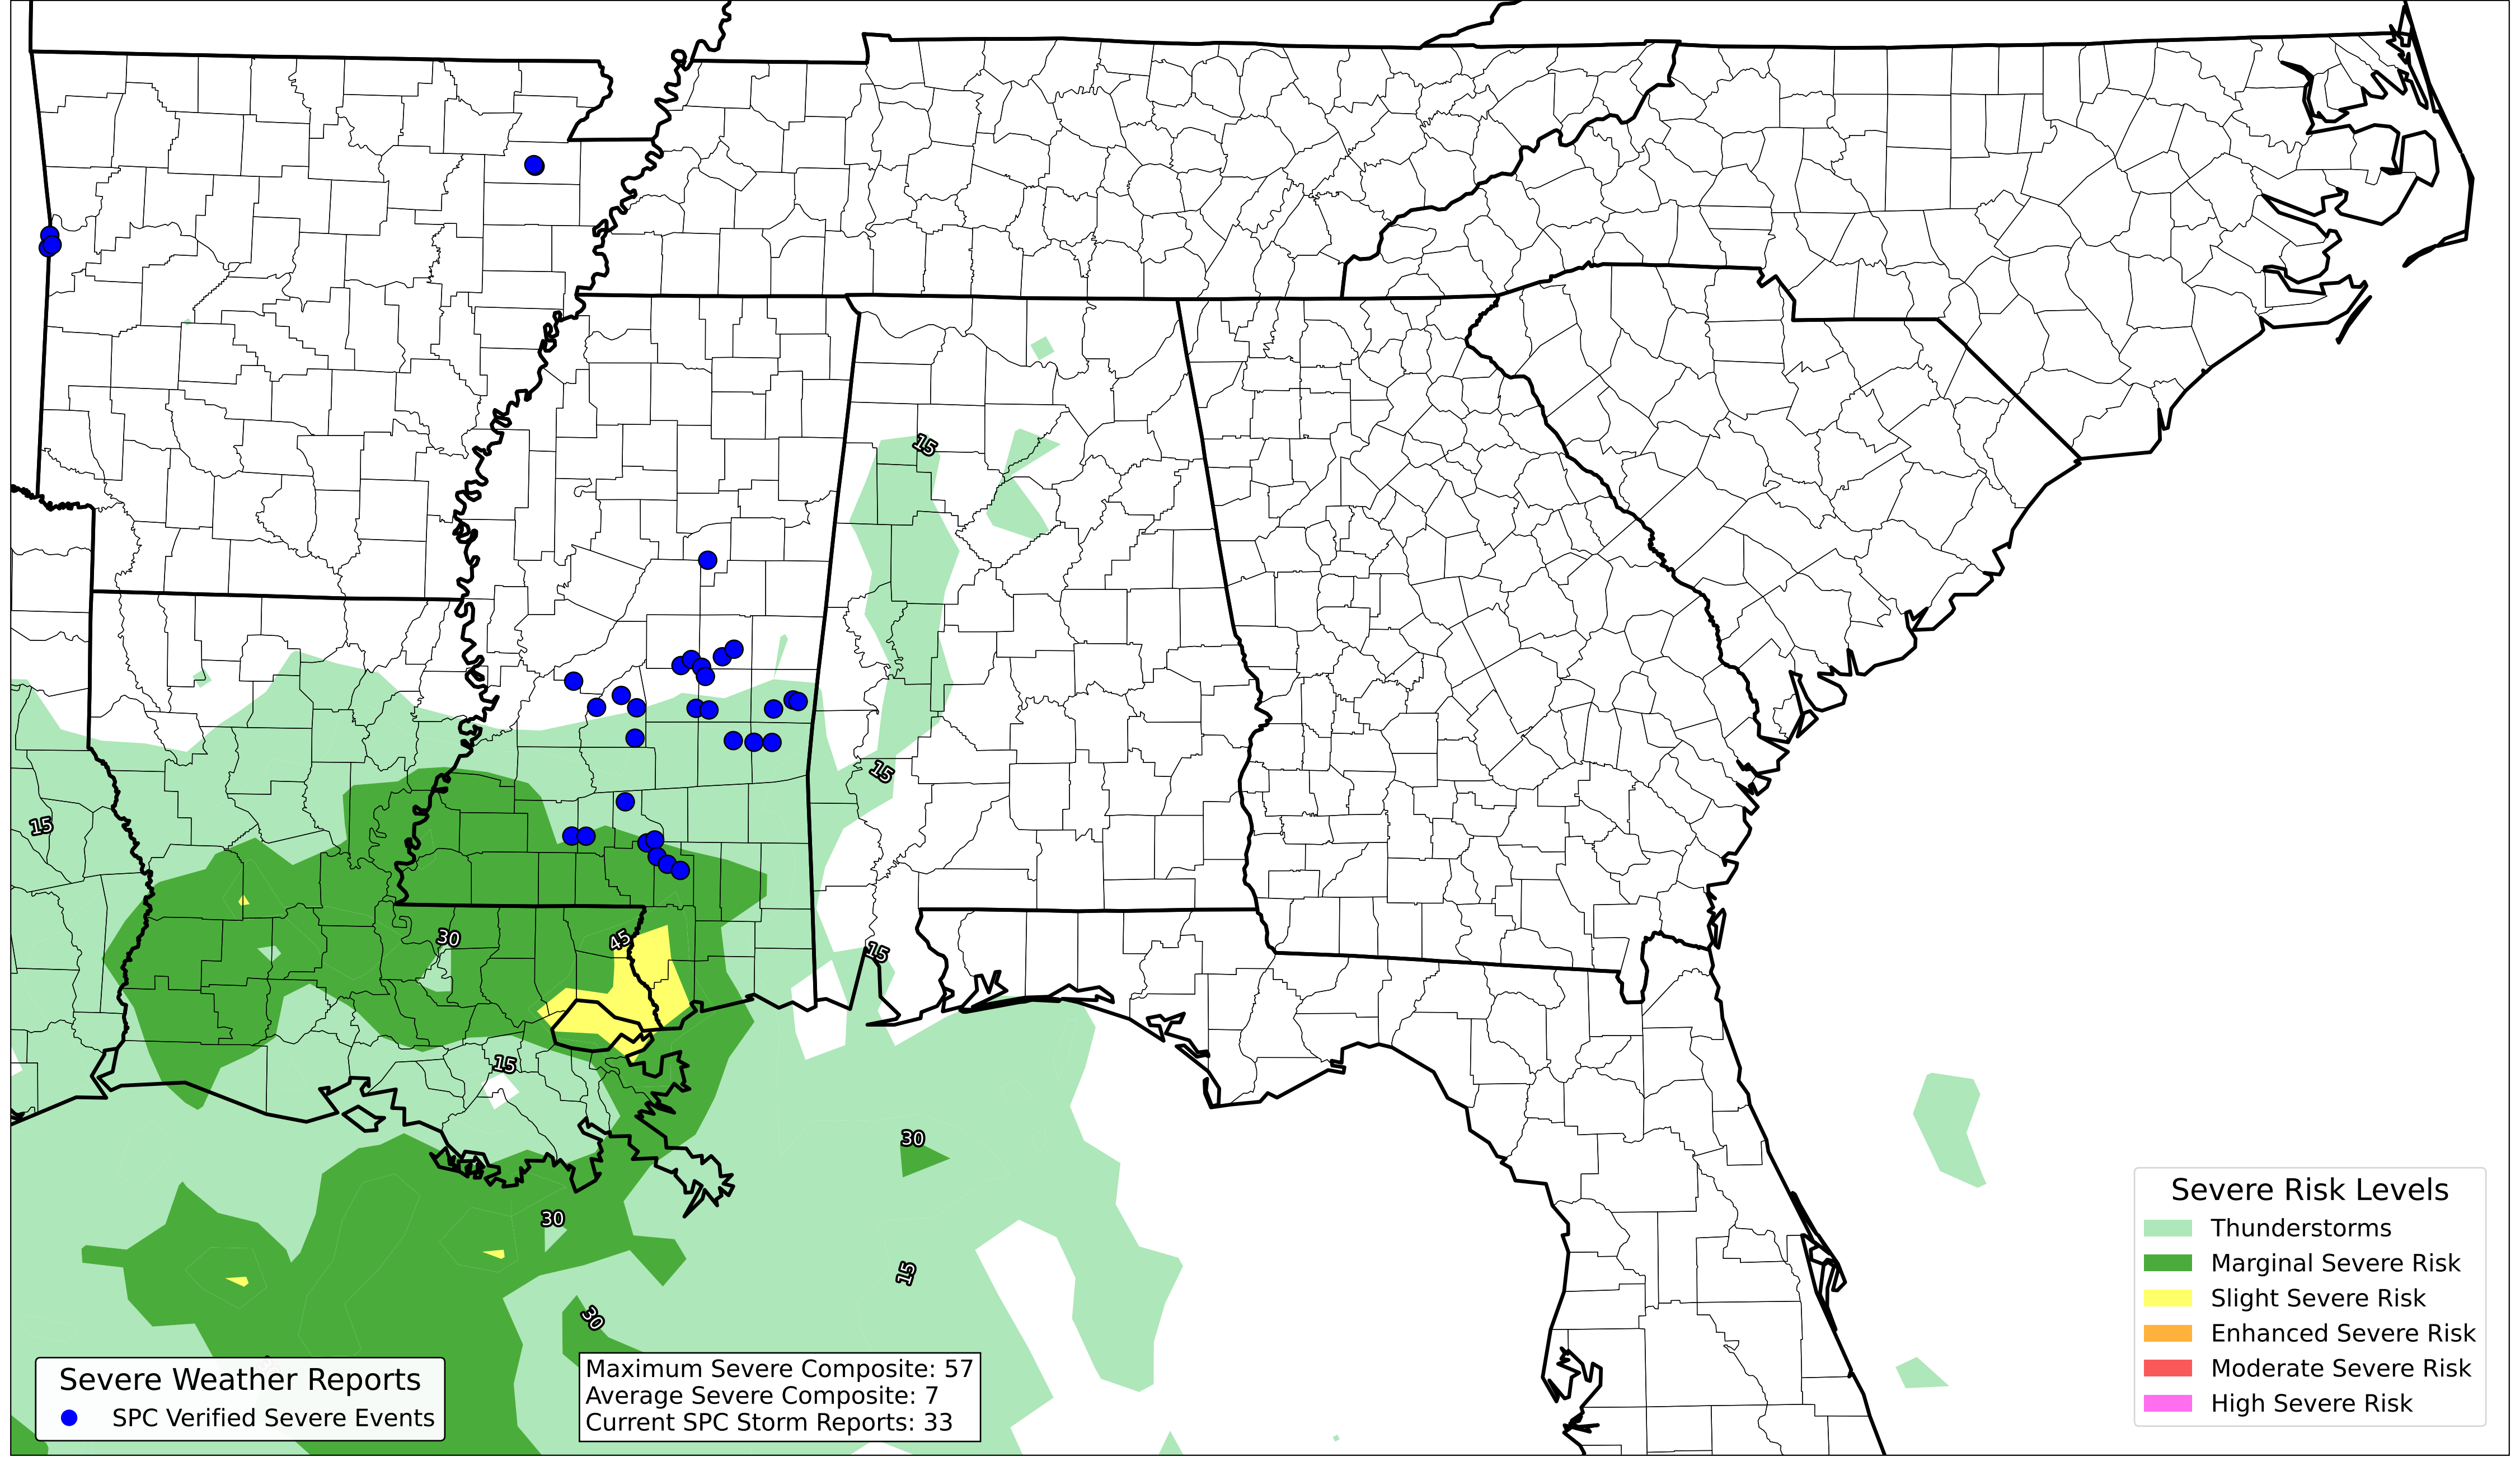 15
15
15
30
45
15
15
30
30
15
30
Severe Risk Levels
Thunderstorms
Marginal Severe Risk
Slight Severe Risk
Enhanced Severe Risk
Moderate Severe Risk
High Severe Risk
Severe Weather Reports
SPC Verified Severe Events
Maximum Severe Composite: 57
Average Severe Composite: 7
Current SPC Storm Reports: 33